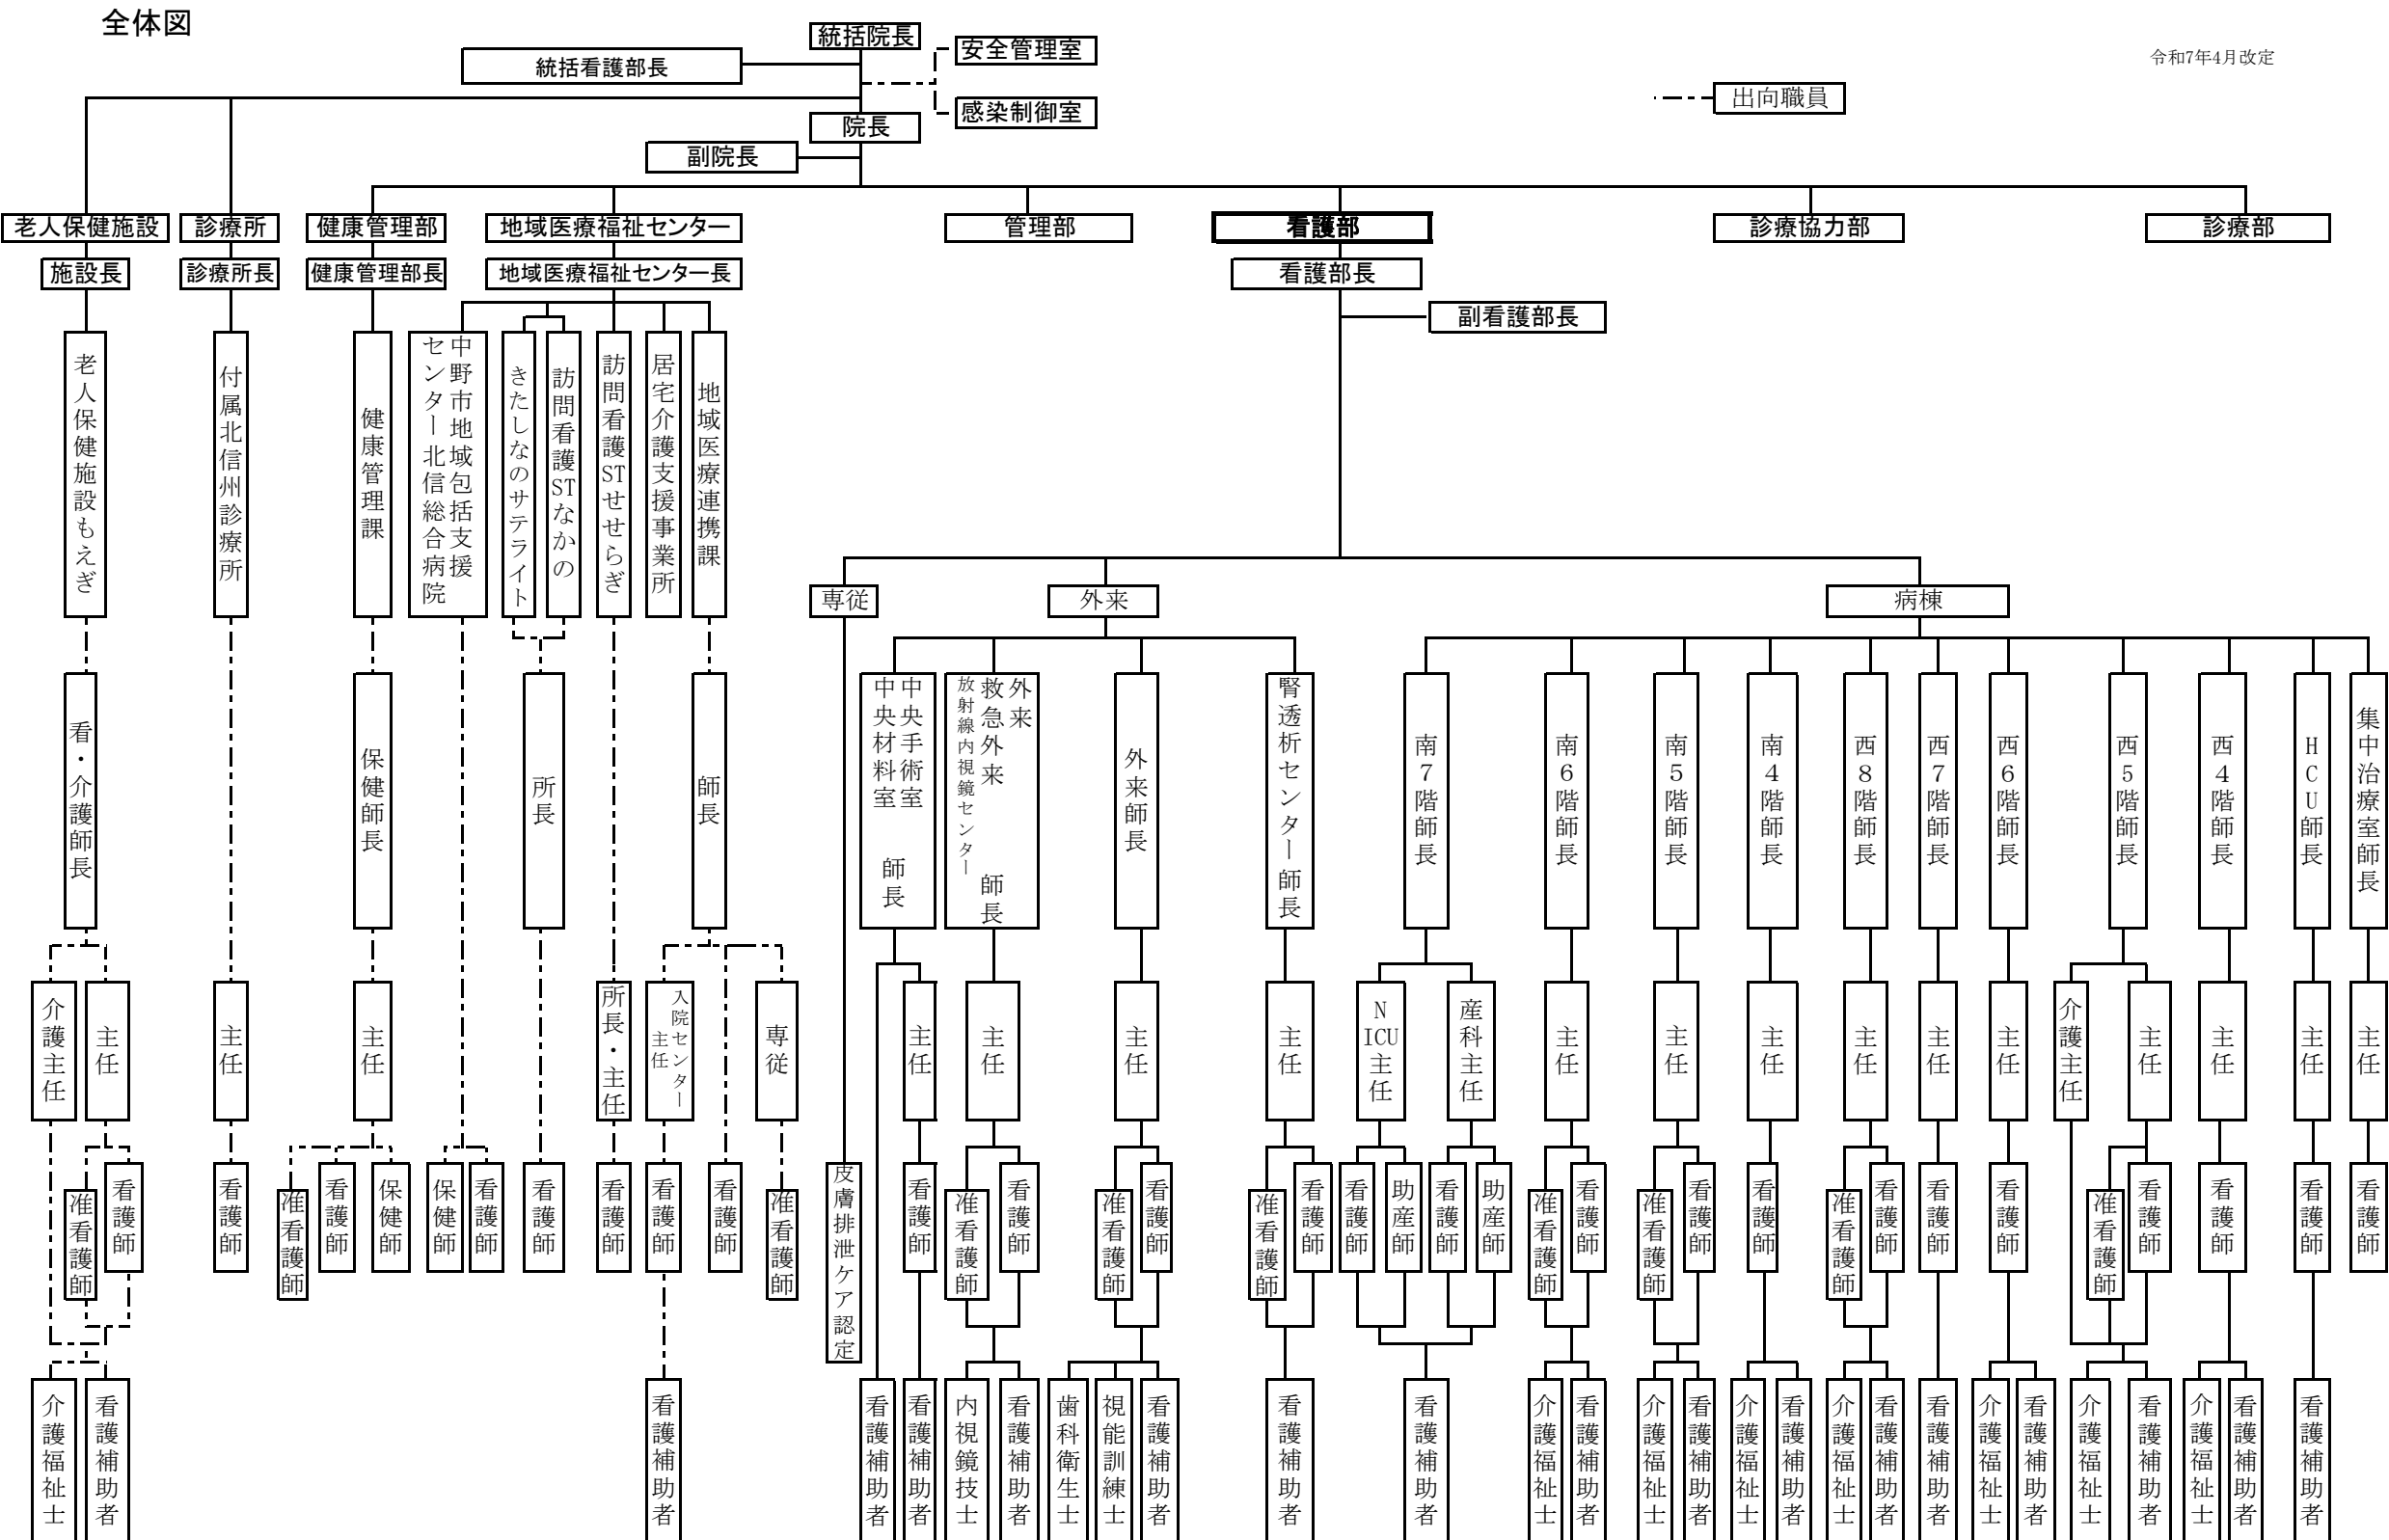 全体図
統括院長
安全管理室
統括看護部長
令和7年4月改定
出向職員
感染制御室
院長
副院長
老人保健施設
診療所
健康管理部
地域医療福祉センター
管理部
看護部
診療協力部
診療部
施設長
診療所長
健康管理部長
地域医療福祉センター長
看護部長
副看護部長
老人保健施設もえぎ
付属北信州診療所
健康管理課
中野市地域包括支援
センター北信総合病院
きたしなのサテライト
訪問看護STなかの
訪問看護STせせらぎ
居宅介護支援事業所
地域医療連携課
専従
外来
病棟
看・介護師長
保健師長
所長
師長
中央手術室
中央材料室
師長
外来
救急外来
放射線内視鏡センター
師長
外来師長
腎透析センター師長
南7階師長
南6階師長
南5階師長
南4階師長
西8階師長
西7階師長
西6階師長
西5階師長
西4階師長
HCU師長
集中治療室師長
介護主任
主任
主任
主任
所長・主任
入院センター
主任
専従
主任
主任
主任
主任
NICU主任
産科主任
主任
主任
主任
主任
主任
主任
介護主任
主任
主任
主任
主任
准看護師
看護師
看護師
准看護師
看護師
保健師
保健師
看護師
看護師
看護師
看護師
看護師
准看護師
皮膚排泄ケア認定
看護師
准看護師
看護師
准看護師
看護師
准看護師
看護師
看護師
助産師
看護師
助産師
准看護師
看護師
准看護師
看護師
看護師
准看護師
看護師
看護師
看護師
准看護師
看護師
看護師
看護師
看護師
介護福祉士
看護補助者
看護補助者
看護補助者
看護補助者
内視鏡技士
看護補助者
歯科衛生士
視能訓練士
看護補助者
看護補助者
看護補助者
介護福祉士
看護補助者
介護福祉士
看護補助者
介護福祉士
看護補助者
介護福祉士
看護補助者
看護補助者
介護福祉士
看護補助者
介護福祉士
看護補助者
介護福祉士
看護補助者
看護補助者